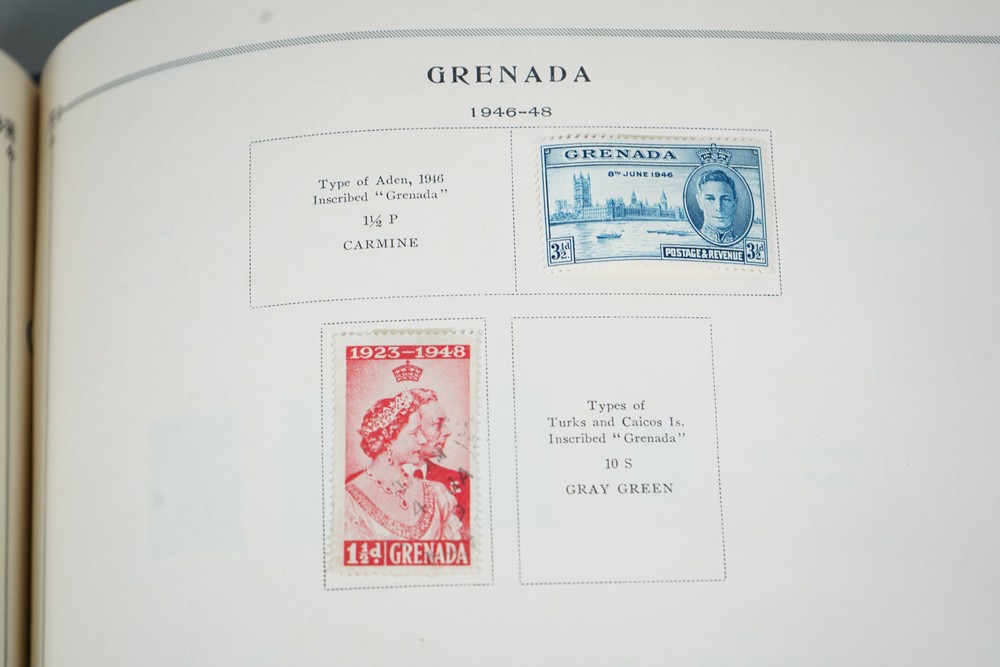 GRENADA
1946-48
Type of Aden, 1946
Inscribed "Grenada"
1½ P
CARMINE
GRENADA
8TH JUNE 1946
3½d. POSTAGE & REVENUE 3½d.
1923-1948
1½d. GRENADA
Types of
Turks and Caicos Is.
Inscribed "Grenada"
10 S
GRAY GREEN